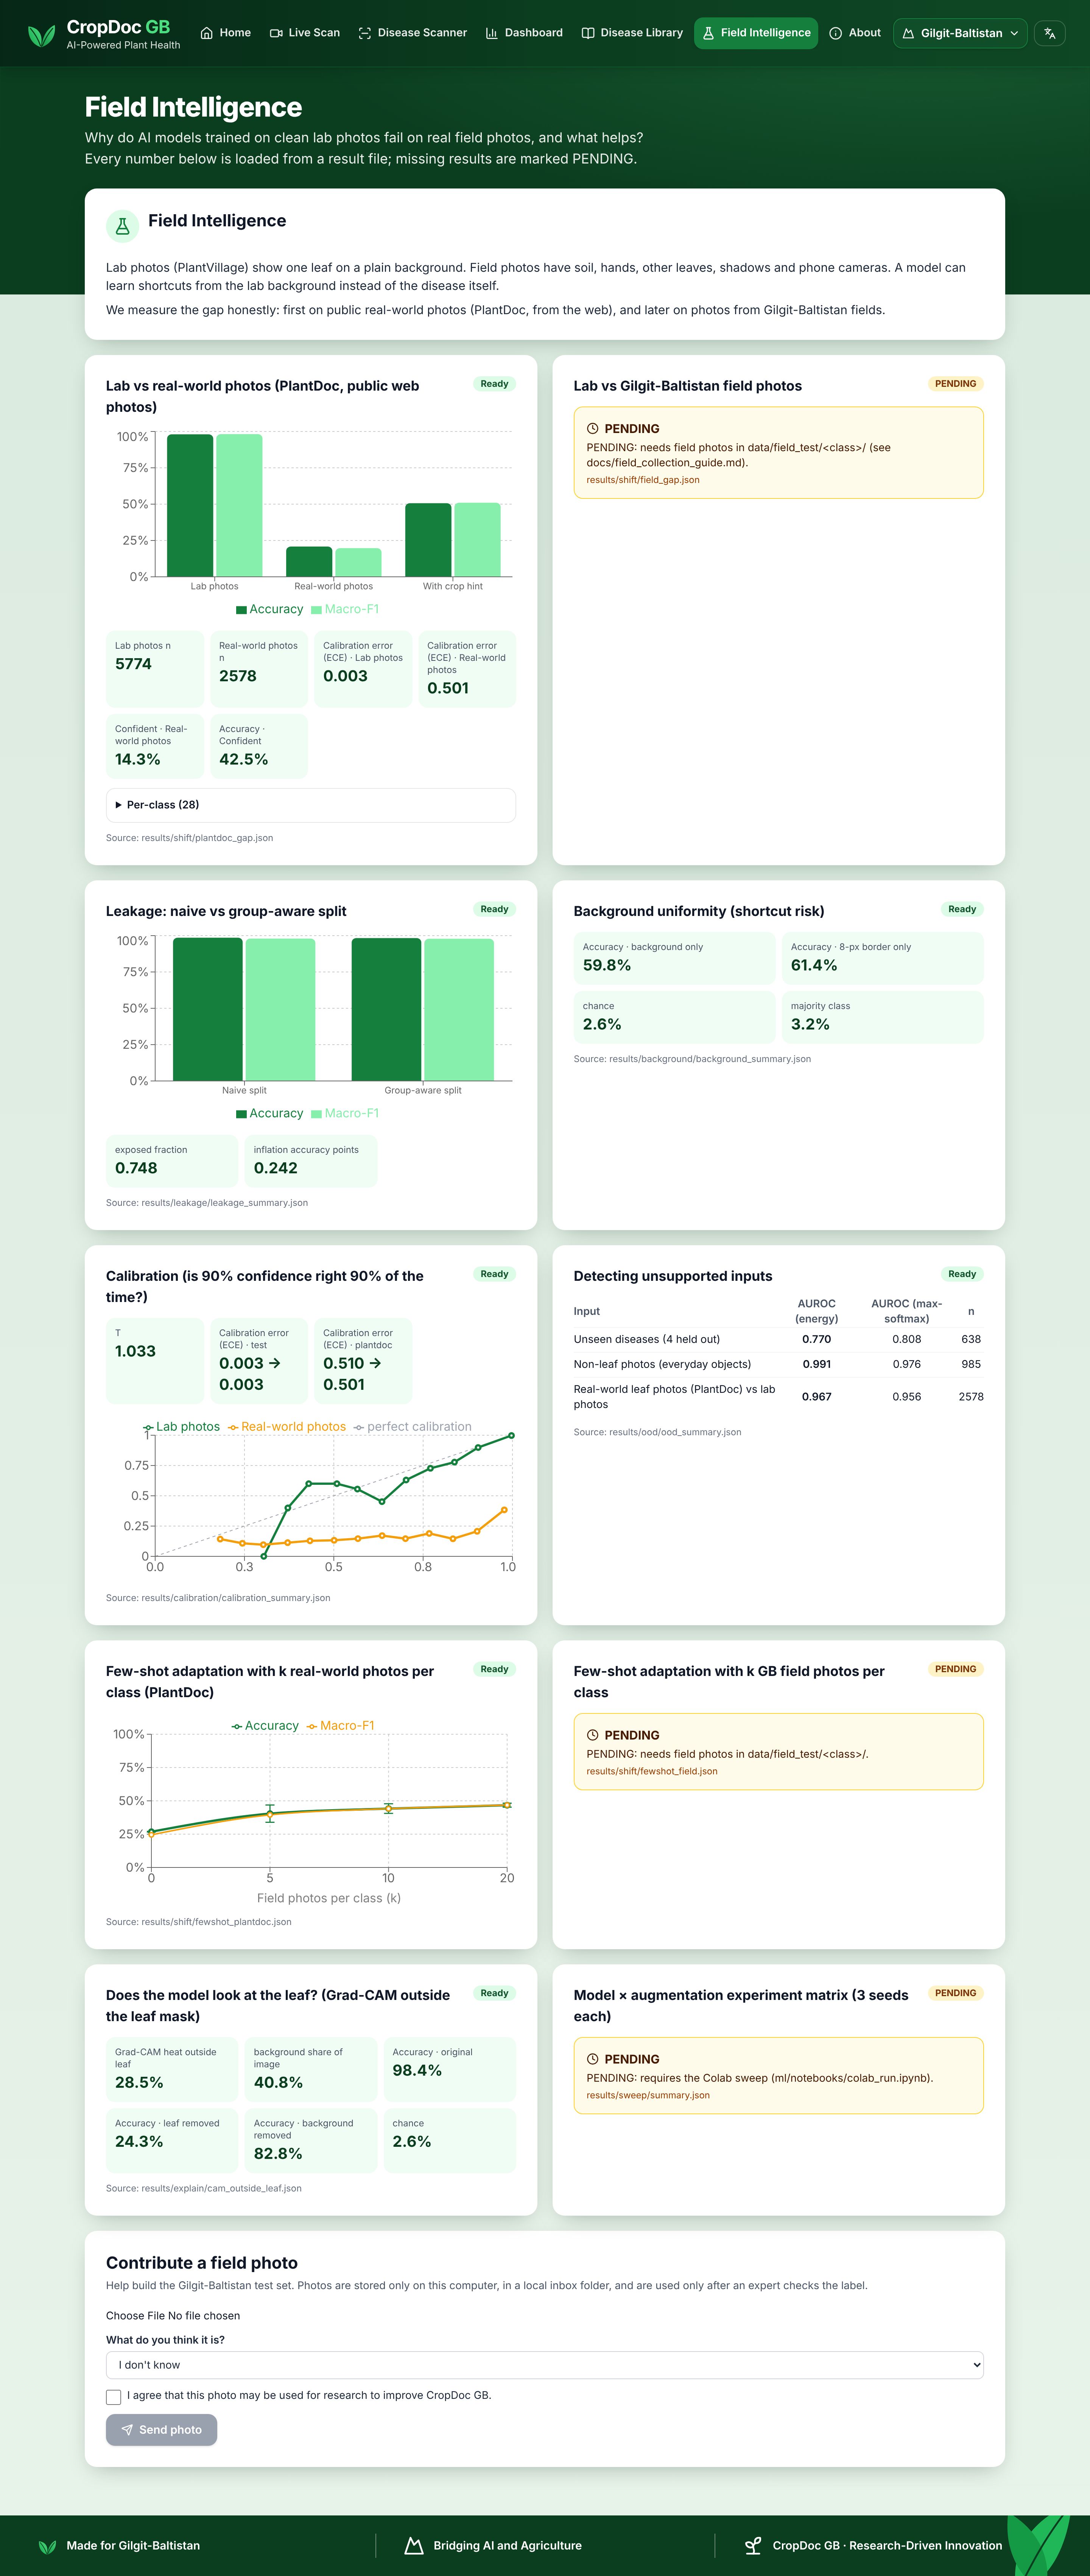 CropDoc GB
AI-Powered Plant Health
Home
Live Scan
Disease Scanner
Dashboard
Disease Library
Field Intelligence
About
Gilgit-Baltistan
Field Intelligence
Why do AI models trained on clean lab photos fail on real field photos, and what helps?
Every number below is loaded from a result file; missing results are marked PENDING.
Field Intelligence
Lab photos (PlantVillage) show one leaf on a plain background. Field photos have soil, hands, other leaves, shadows and phone cameras. A model can
learn shortcuts from the lab background instead of the disease itself.
We measure the gap honestly: first on public real-world photos (PlantDoc, from the web), and later on photos from Gilgit-Baltistan fields.
Lab vs real-world photos (PlantDoc, public web
photos)
Ready
100%
75%
50%
25%
0%
Lab photos
Real-world photos
With crop hint
Accuracy
Macro-F1
Lab photos n
5774
Real-world photos
n
2578
Calibration error
(ECE) · Lab photos
0.003
Calibration error
(ECE) · Real-world
photos
0.501
Confident · Real-
world photos
14.3%
Accuracy ·
Confident
42.5%
Per-class (28)
Source: results/shift/plantdoc_gap.json
Lab vs Gilgit-Baltistan field photos
PENDING
PENDING
PENDING: needs field photos in data/field_test/<class>/ (see
docs/field_collection_guide.md).
results/shift/field_gap.json
Leakage: naive vs group-aware split
Ready
100%
75%
50%
25%
0%
Naive split
Group-aware split
Accuracy
Macro-F1
exposed fraction
0.748
inflation accuracy points
0.242
Source: results/leakage/leakage_summary.json
Background uniformity (shortcut risk)
Ready
Accuracy · background only
59.8%
Accuracy · 8-px border only
61.4%
chance
2.6%
majority class
3.2%
Source: results/background/background_summary.json
Calibration (is 90% confidence right 90% of the
time?)
Ready
T
1.033
Calibration error
(ECE) · test
0.003 →
0.003
Calibration error
(ECE) · plantdoc
0.510 →
0.501
Lab photos
Real-world photos
perfect calibration
1
0.75
0.5
0.25
0
0.0
0.3
0.5
0.8
1.0
Source: results/calibration/calibration_summary.json
Detecting unsupported inputs
Ready
Input
AUROC
(energy)
AUROC (max-
softmax)
n
Unseen diseases (4 held out) 0.770 0.808 638
Non-leaf photos (everyday objects) 0.991 0.976 985
Real-world leaf photos (PlantDoc) vs lab
photos
0.967 0.956 2578
Source: results/ood/ood_summary.json
Few-shot adaptation with k real-world photos per
class (PlantDoc)
Ready
Accuracy
Macro-F1
100%
75%
50%
25%
0%
0
5
10
20
Field photos per class (k)
Source: results/shift/fewshot_plantdoc.json
Few-shot adaptation with k GB field photos per
class
PENDING
PENDING
PENDING: needs field photos in data/field_test/<class>/.
results/shift/fewshot_field.json
Does the model look at the leaf? (Grad-CAM outside
the leaf mask)
Ready
Grad-CAM heat outside
leaf
28.5%
background share of
image
40.8%
Accuracy · original
98.4%
Accuracy · leaf removed
24.3%
Accuracy · background
removed
82.8%
chance
2.6%
Source: results/explain/cam_outside_leaf.json
Model × augmentation experiment matrix (3 seeds
each)
PENDING
PENDING
PENDING: requires the Colab sweep (ml/notebooks/colab_run.ipynb).
results/sweep/summary.json
Contribute a field photo
Help build the Gilgit-Baltistan test set. Photos are stored only on this computer, in a local inbox folder, and are used only after an expert checks the label.
Choose File No file chosen
What do you think it is?
I don't know
I agree that this photo may be used for research to improve CropDoc GB.
Send photo
Made for Gilgit-Baltistan
Bridging AI and Agriculture
CropDoc GB · Research-Driven Innovation